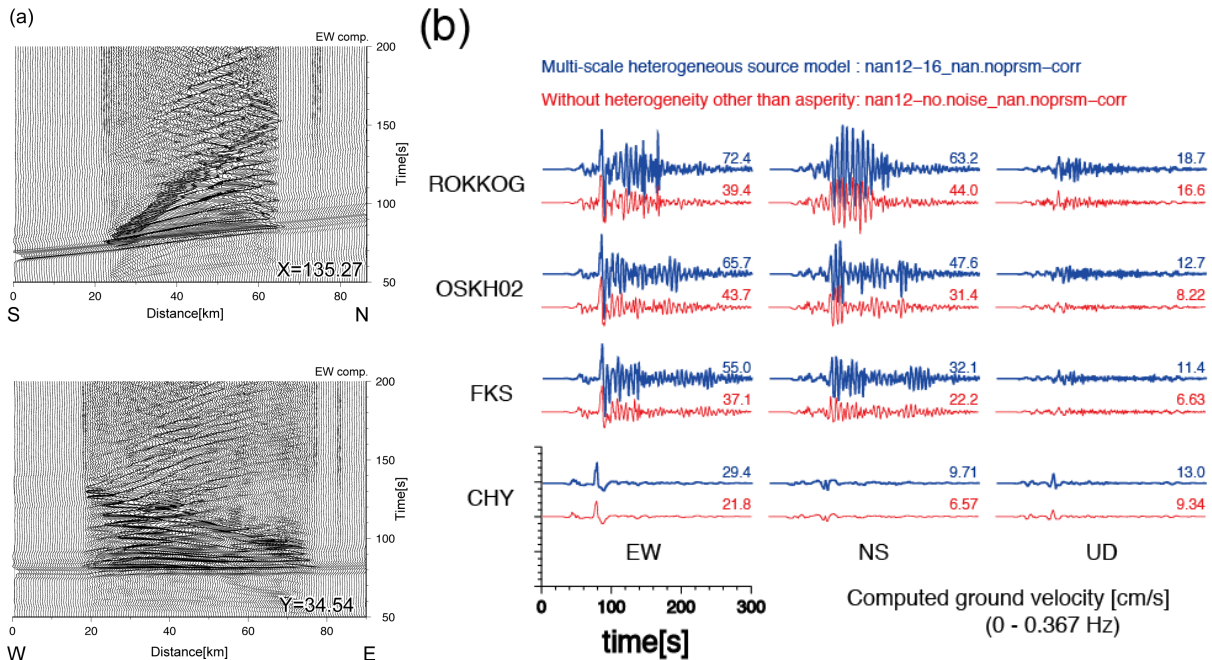 (a)
EW comp.
200
150
100
50
Time[s]
X=135.27
0 20 40 60 80
S Distance[km] N
EW comp.
200
150
100
50
Time[s]
Y=34.54
0 20 40 60 80
W Distance[km] E
(b)
Multi-scale heterogeneous source model : nan12-16_nan.noprsm-corr
Without heterogeneity other than asperity: nan12-no.noise_nan.noprsm-corr
ROKKOG 72.4 63.2 18.7
39.4 44.0 16.6
OSKH02 65.7 47.6 12.7
43.7 31.4 8.22
FKS 55.0 32.1 11.4
37.1 22.2 6.63
CHY 29.4 9.71 13.0
21.8 6.57 9.34
EW NS UD
0 100 200 300
time[s]
Computed ground velocity [cm/s]
(0 - 0.367 Hz)